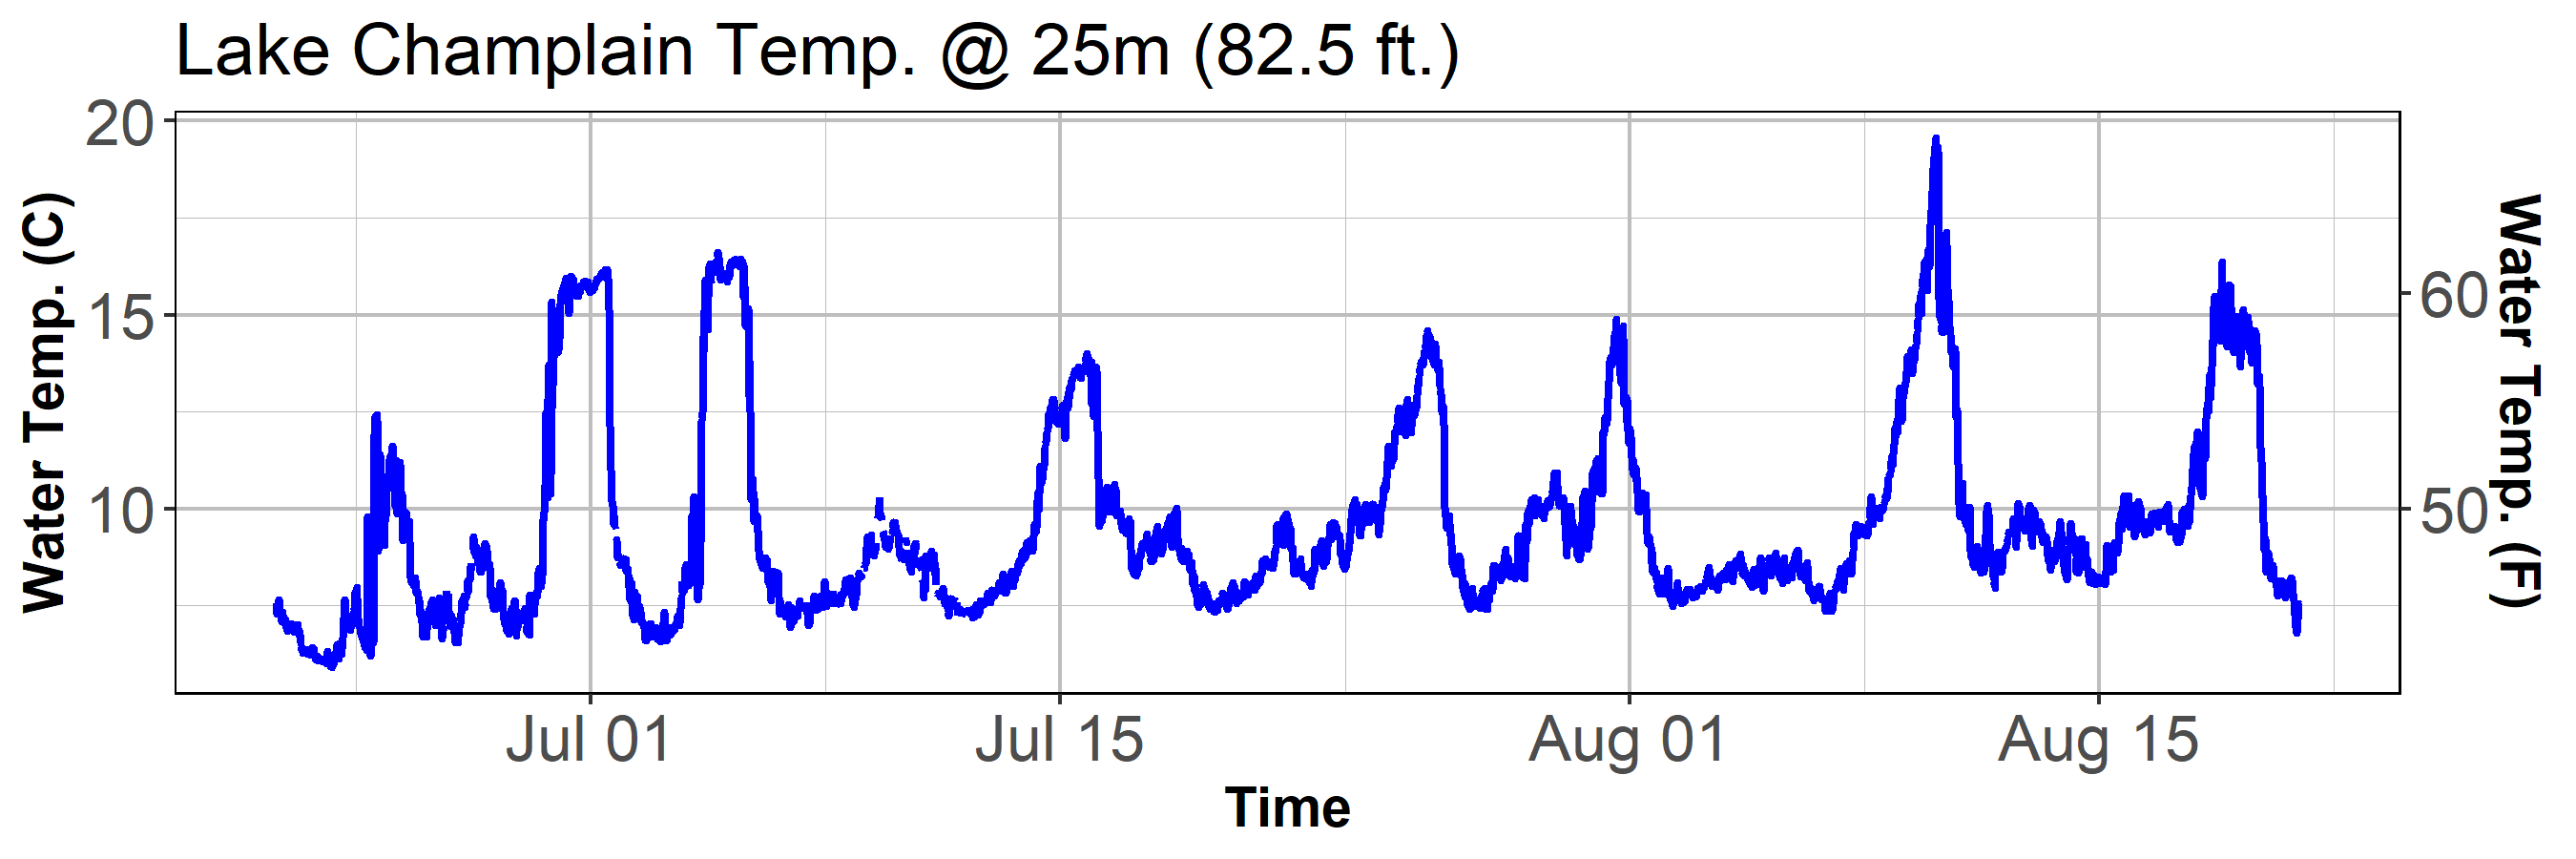 Lake Champlain Temp. @ 25m (82.5 ft.)
Water Temp. (C)
20
15
10
60
50
Water Temp. (F)
Jul 01
Jul 15
Aug 01
Aug 15
Time